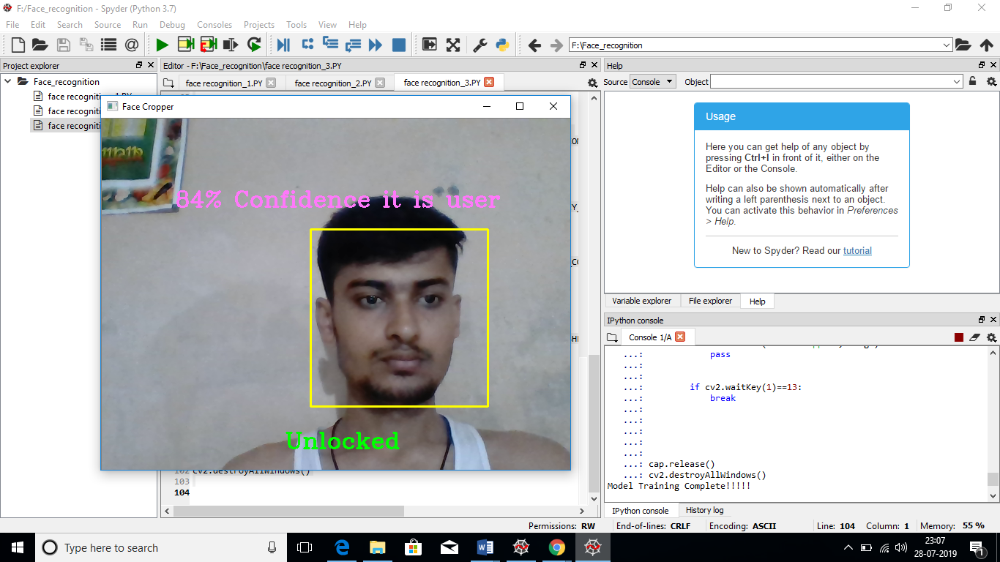 F:/Face_recognition - Spyder (Python 3.7)
File Edit Search Source Run Debug Consoles Projects Tools View Help
F:\Face_recognition
Project explorer
Face_recognition
face recognition_1.PY
face recogniti
face recogniti
Editor - F:\Face_recognition\face recognition_3.PY
face recognition_1.PY face recognition_2.PY face recognition_3.PY
Face Cropper
84% Confidence it is user
Unlocked
102 cv2.destroyAllWindows()
103
104
Help
Source Console Object
Usage
Here you can get help of any object by
pressing Ctrl+I in front of it, either on the
Editor or the Console.
Help can also be shown automatically after
writing a left parenthesis next to an object.
You can activate this behavior in Preferences
> Help.
New to Spyder? Read our tutorial
Variable explorer File explorer Help
IPython console
Console 1/A
...: pass
...:
...:
...: if cv2.waitKey(1)==13:
...: break
...:
...:
...:
...:
...:
...: cap.release()
...: cv2.destroyAllWindows()
Model Training Complete!!!!!
IPython console History log
Permissions: RW End-of-lines: CRLF Encoding: ASCII Line: 104 Column: 1 Memory: 55 %
Type here to search
23:07
28-07-2019
1